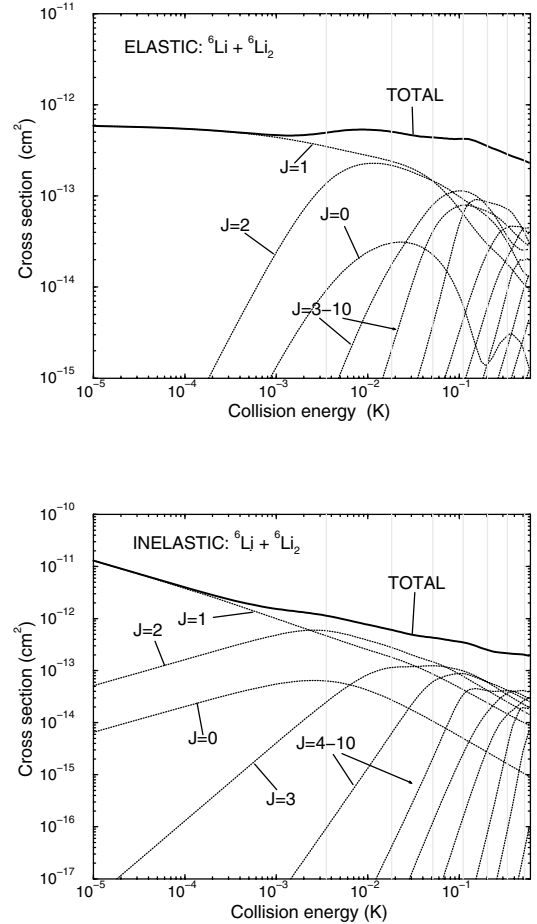 10⁻¹¹
ELASTIC: ⁶Li + ⁶Li₂
10⁻¹²
TOTAL
Cross section (cm²)
J=1
10⁻¹³
J=2
J=0
10⁻¹⁴
J=3−10
10⁻¹⁵
10⁻⁵ 10⁻⁴ 10⁻³ 10⁻² 10⁻¹
Collision energy (K)
10⁻¹⁰
INELASTIC: ⁶Li + ⁶Li₂
10⁻¹¹
TOTAL
10⁻¹²
J=1
J=2
Cross section (cm²)
10⁻¹³
10⁻¹⁴
J=0
J=4−10
10⁻¹⁵
J=3
10⁻¹⁶
10⁻¹⁷
10⁻⁵ 10⁻⁴ 10⁻³ 10⁻² 10⁻¹
Collision energy (K)